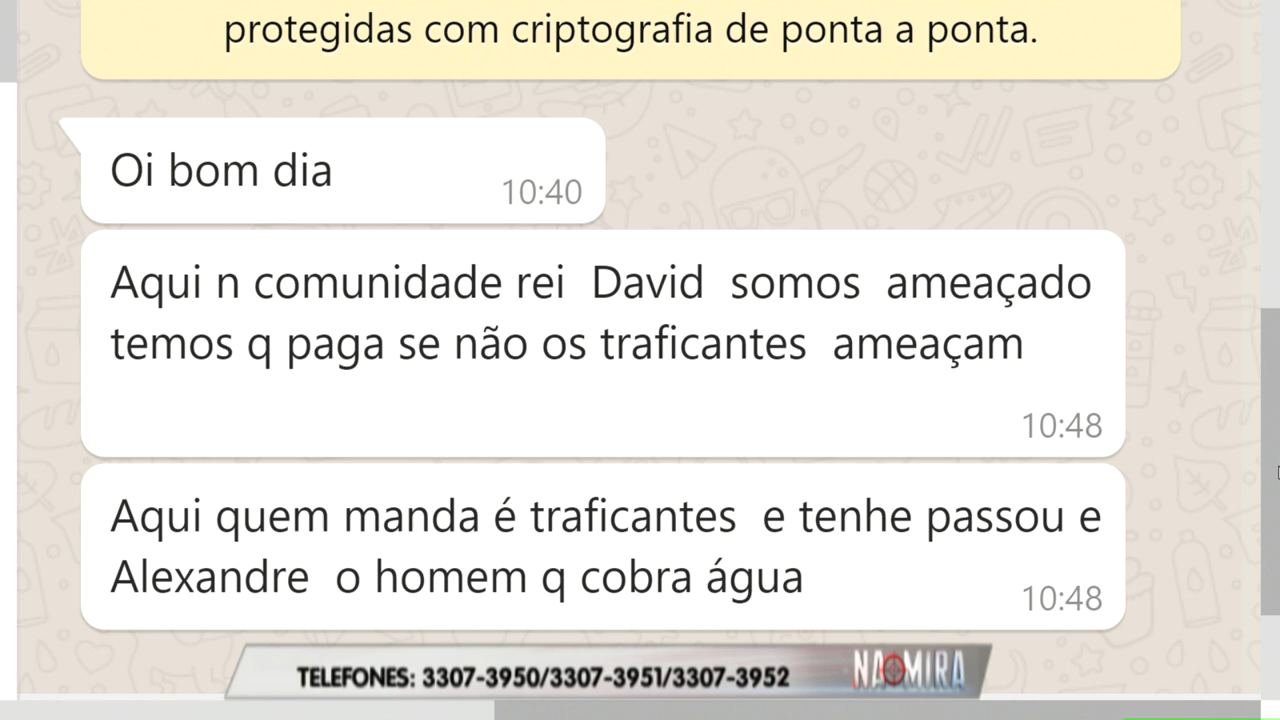 protegidas com criptografia de ponta a ponta.
Oi bom dia
10:40
Aqui n comunidade rei David somos ameaçado
temos q paga se não os traficantes ameaçam
10:48
Aqui quem manda é traficantes e tenhe passou e
Alexandre o homem q cobra água
10:48
TELEFONES: 3307-3950/3307-3951/3307-3952 NA MIRA